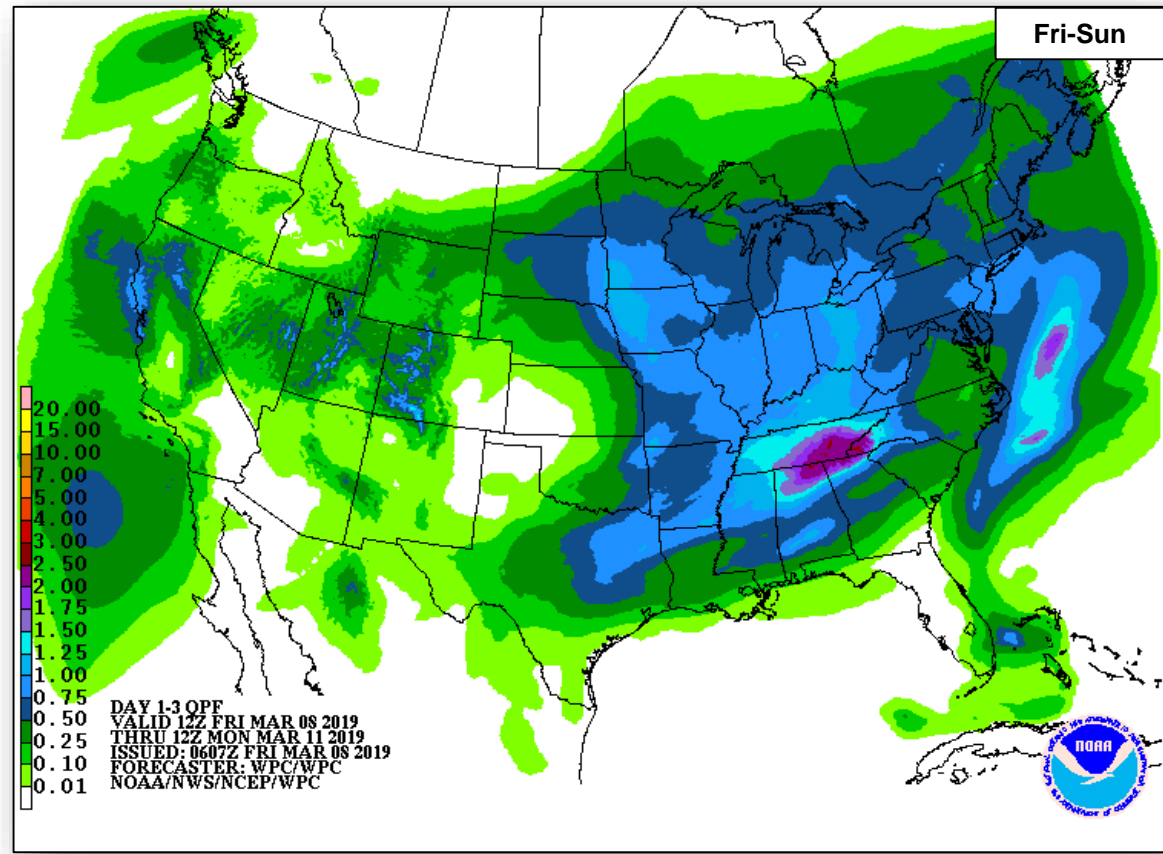 Fri-Sun
20.00
15.00
10.00
7.00
5.00
4.00
3.00
2.50
2.00
1.75
1.50
1.25
1.00
0.75
0.50
0.25
0.10
0.01
DAY 1-3 QPF
VALID 12Z FRI MAR 08 2019
THRU 12Z MON MAR 11 2019
ISSUED: 0607Z FRI MAR 08 2019
FORECASTER: WPC/WPC
NOAA/NWS/NCEP/WPC
NOAA